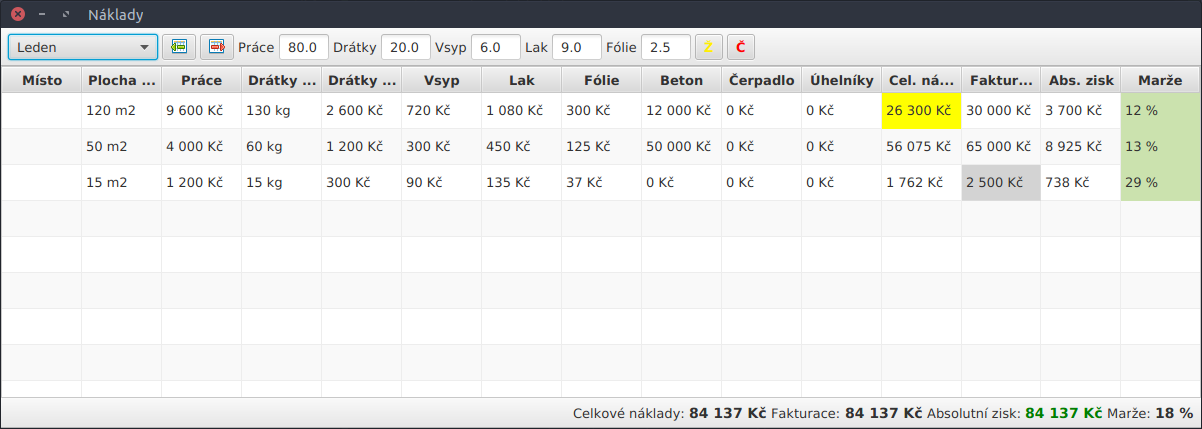 Náklady
Leden Práce 80.0 Drátky 20.0 Vsyp 6.0 Lak 9.0 Fólie 2.5 Ž Č
Místo Plocha ... Práce Drátky ... Drátky ... Vsyp Lak Fólie Beton Čerpadlo Úhelníky Cel. ná... Faktur... Abs. zisk Marže
120 m2 9 600 Kč 130 kg 2 600 Kč 720 Kč 1 080 Kč 300 Kč 12 000 Kč 0 Kč 0 Kč 26 300 Kč 30 000 Kč 3 700 Kč 12 %
50 m2 4 000 Kč 60 kg 1 200 Kč 300 Kč 450 Kč 125 Kč 50 000 Kč 0 Kč 0 Kč 56 075 Kč 65 000 Kč 8 925 Kč 13 %
15 m2 1 200 Kč 15 kg 300 Kč 90 Kč 135 Kč 37 Kč 0 Kč 0 Kč 0 Kč 1 762 Kč 2 500 Kč 738 Kč 29 %
Celkové náklady: 84 137 Kč Fakturace: 84 137 Kč Absolutní zisk: 84 137 Kč Marže: 18 %